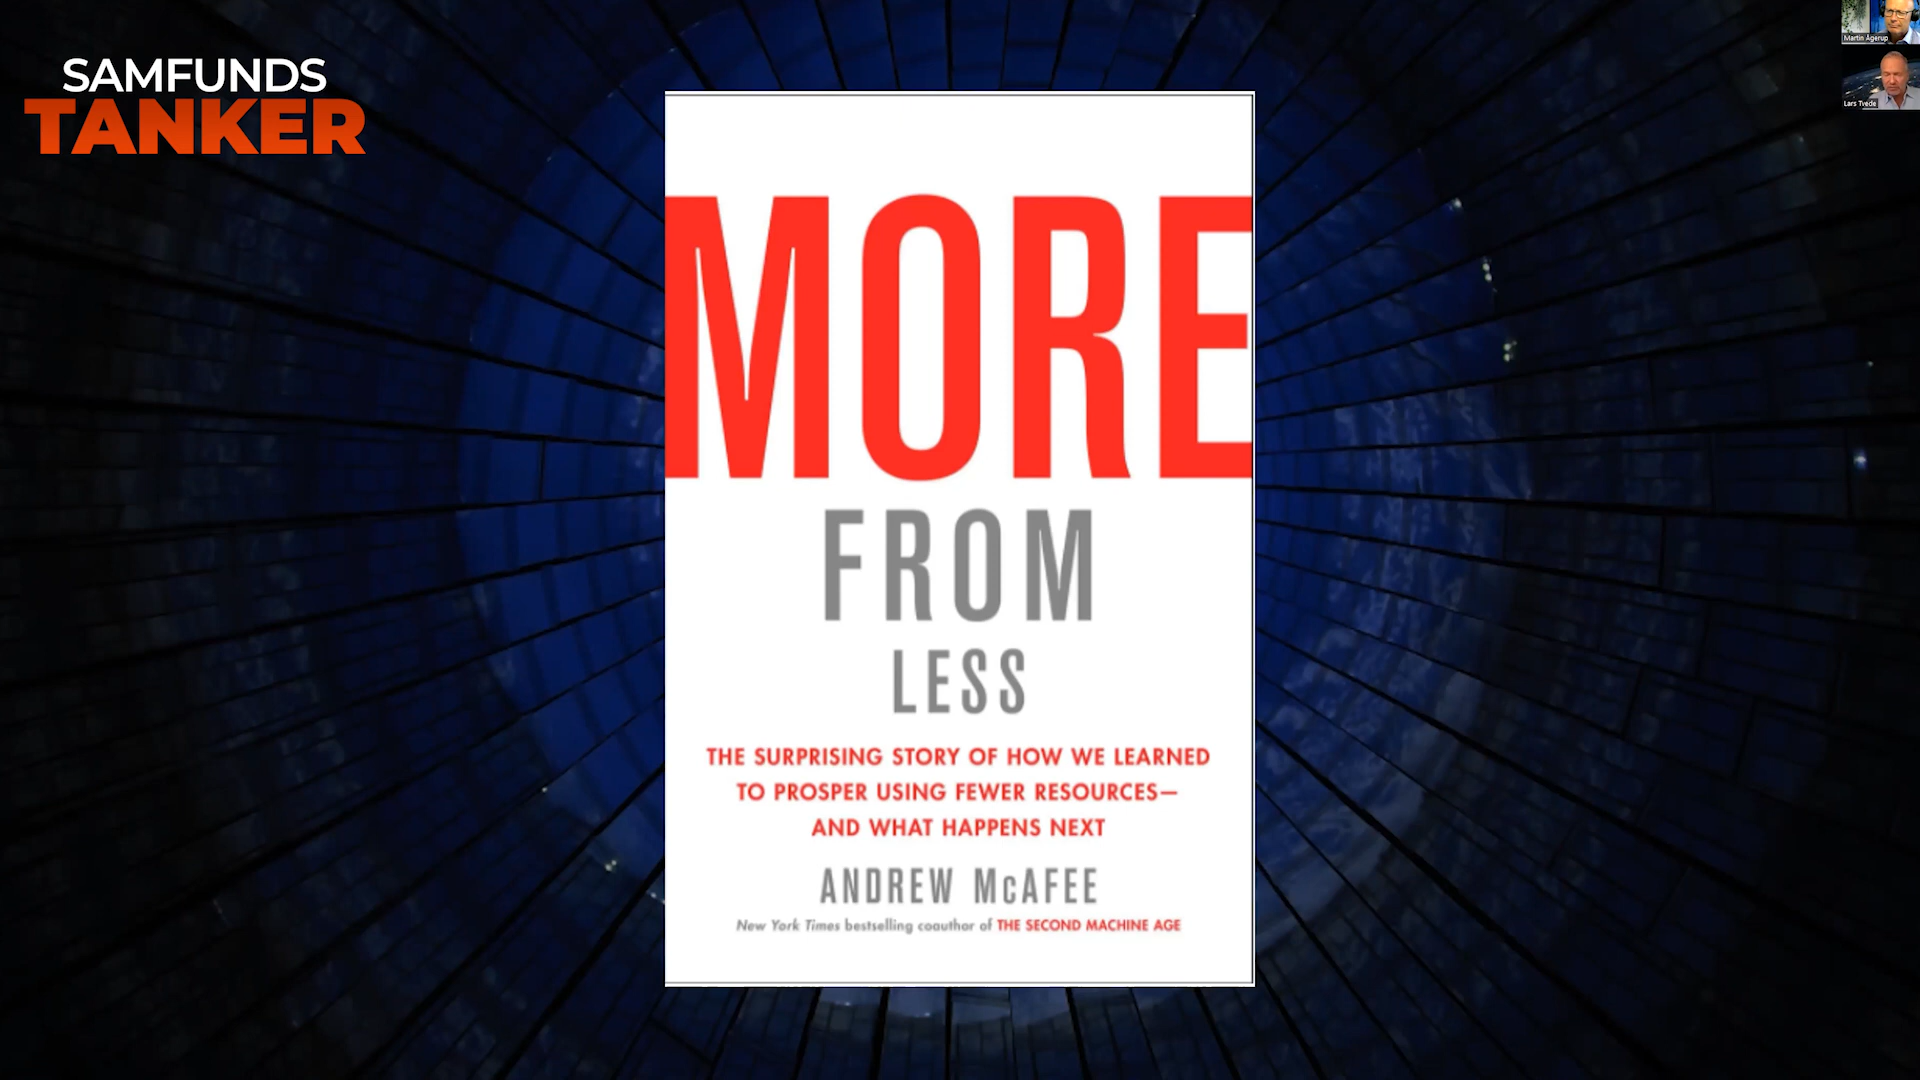 SAMFUNDS
TANKER
Martin Ågerup
Lars Tvede
MORE
FROM
LESS
THE SURPRISING STORY OF HOW WE LEARNED
TO PROSPER USING FEWER RESOURCES—
AND WHAT HAPPENS NEXT
ANDREW McAFEE
New York Times bestselling coauthor of THE SECOND MACHINE AGE